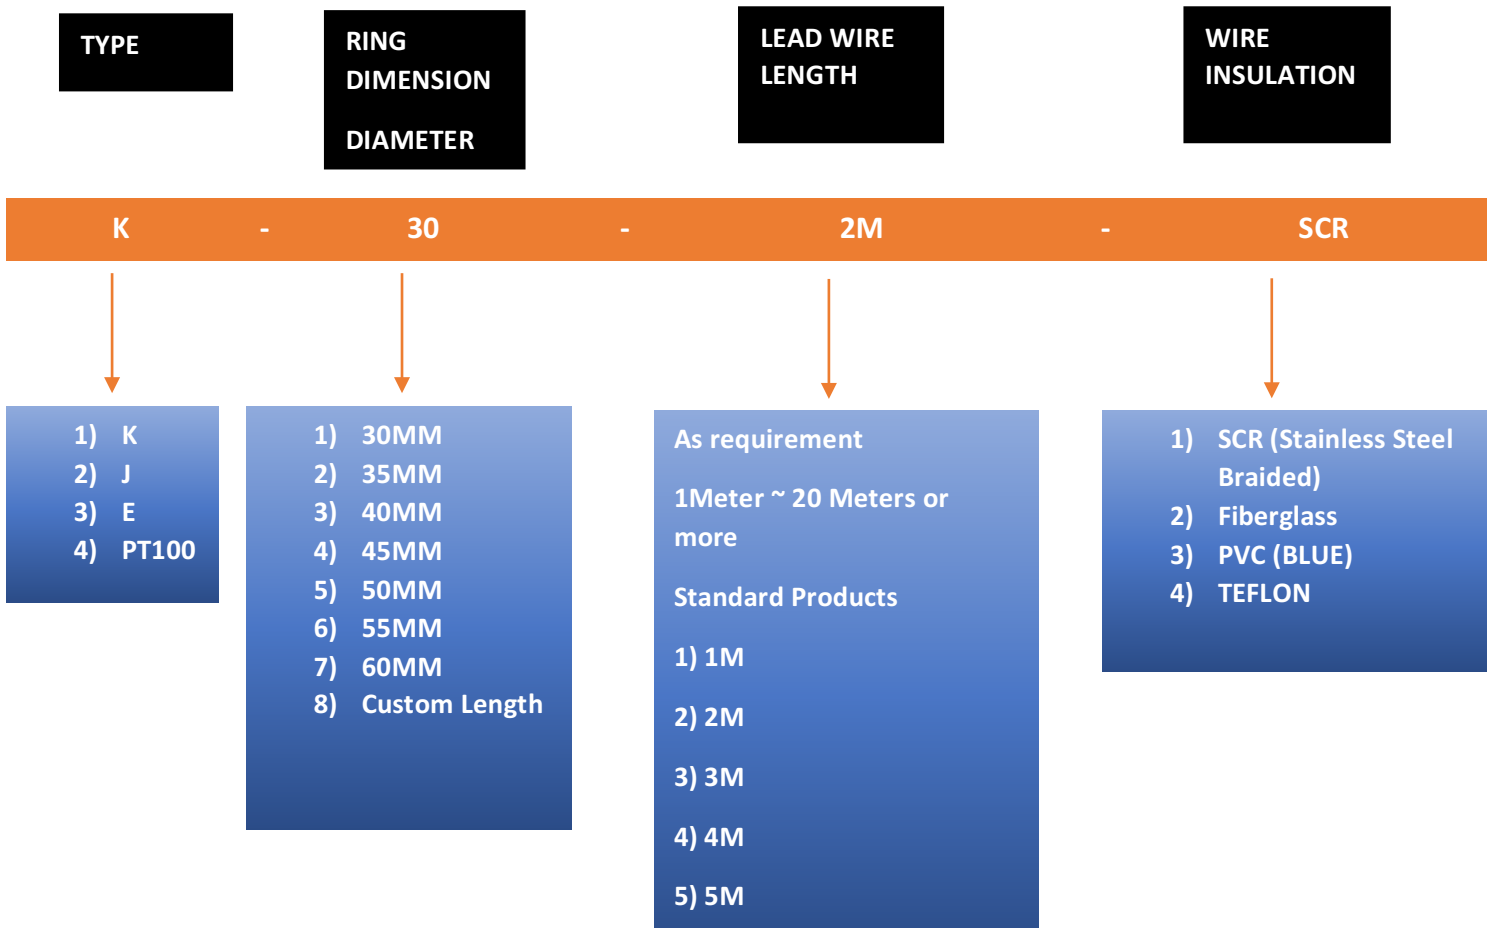 TYPE
RING
DIMENSION
DIAMETER
LEAD WIRE
LENGTH
WIRE
INSULATION
K - 30 - 2M - SCR
1) K
2) J
3) E
4) PT100
1) 30MM
2) 35MM
3) 40MM
4) 45MM
5) 50MM
6) 55MM
7) 60MM
8) Custom Length
As requirement
1Meter ~ 20 Meters or
more
Standard Products
1) 1M
2) 2M
3) 3M
4) 4M
5) 5M
1) SCR (Stainless Steel
Braided)
2) Fiberglass
3) PVC (BLUE)
4) TEFLON